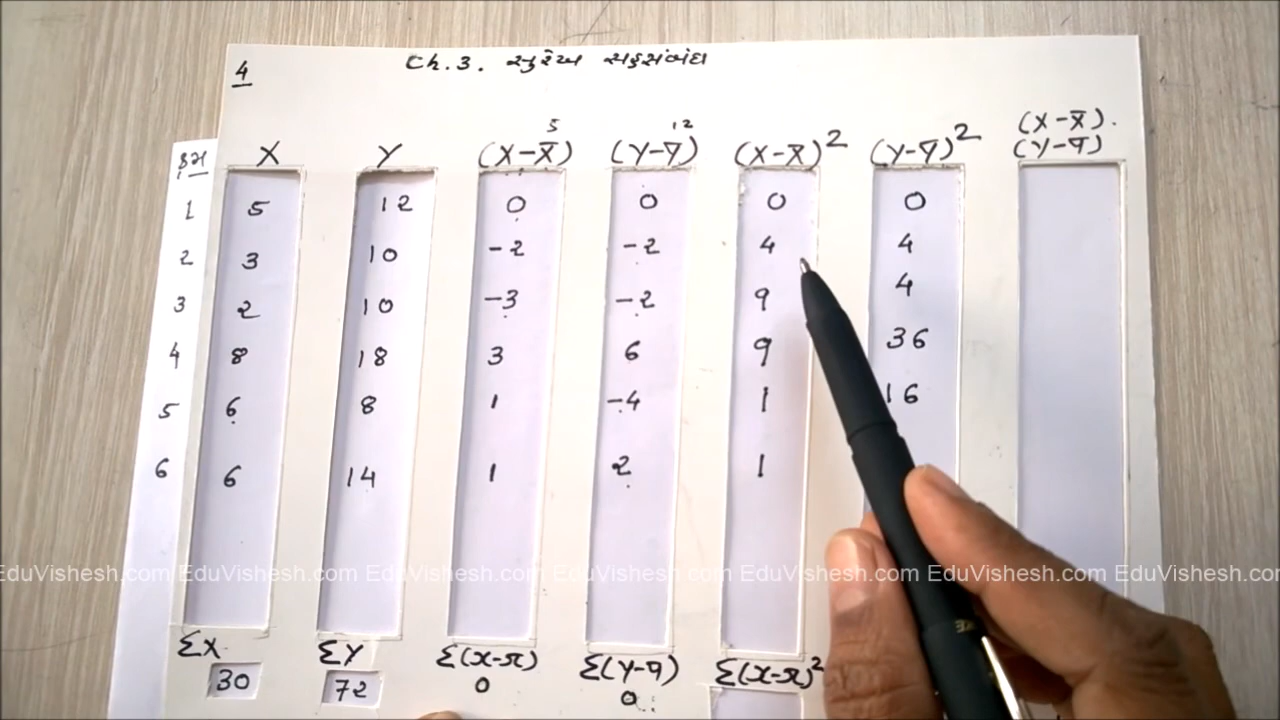 4
Ch. 3. સુરેખ સહસંબંધ
ક્રમ X Y (X-X̄) 5 (Y-Ȳ) 12 (X-X̄)² (Y-Ȳ)² (X-X̄). (Y-Ȳ)
1 5 12 0 0 0 0
2 3 10 -2 -2 4 4
3 2 10 -3 -2 9 4
4 8 18 3 6 9 36
5 6 8 1 -4 1 16
6 6 14 1 2 1
EduVishesh.com EduVishesh.com EduVishesh.com EduVishesh.com EduVishesh.com EduVishesh.com EduVishesh.com
ΣX ΣY Σ(x-x̄) Σ(Y-ȳ) Σ(x-x̄)²
30 72 0 0